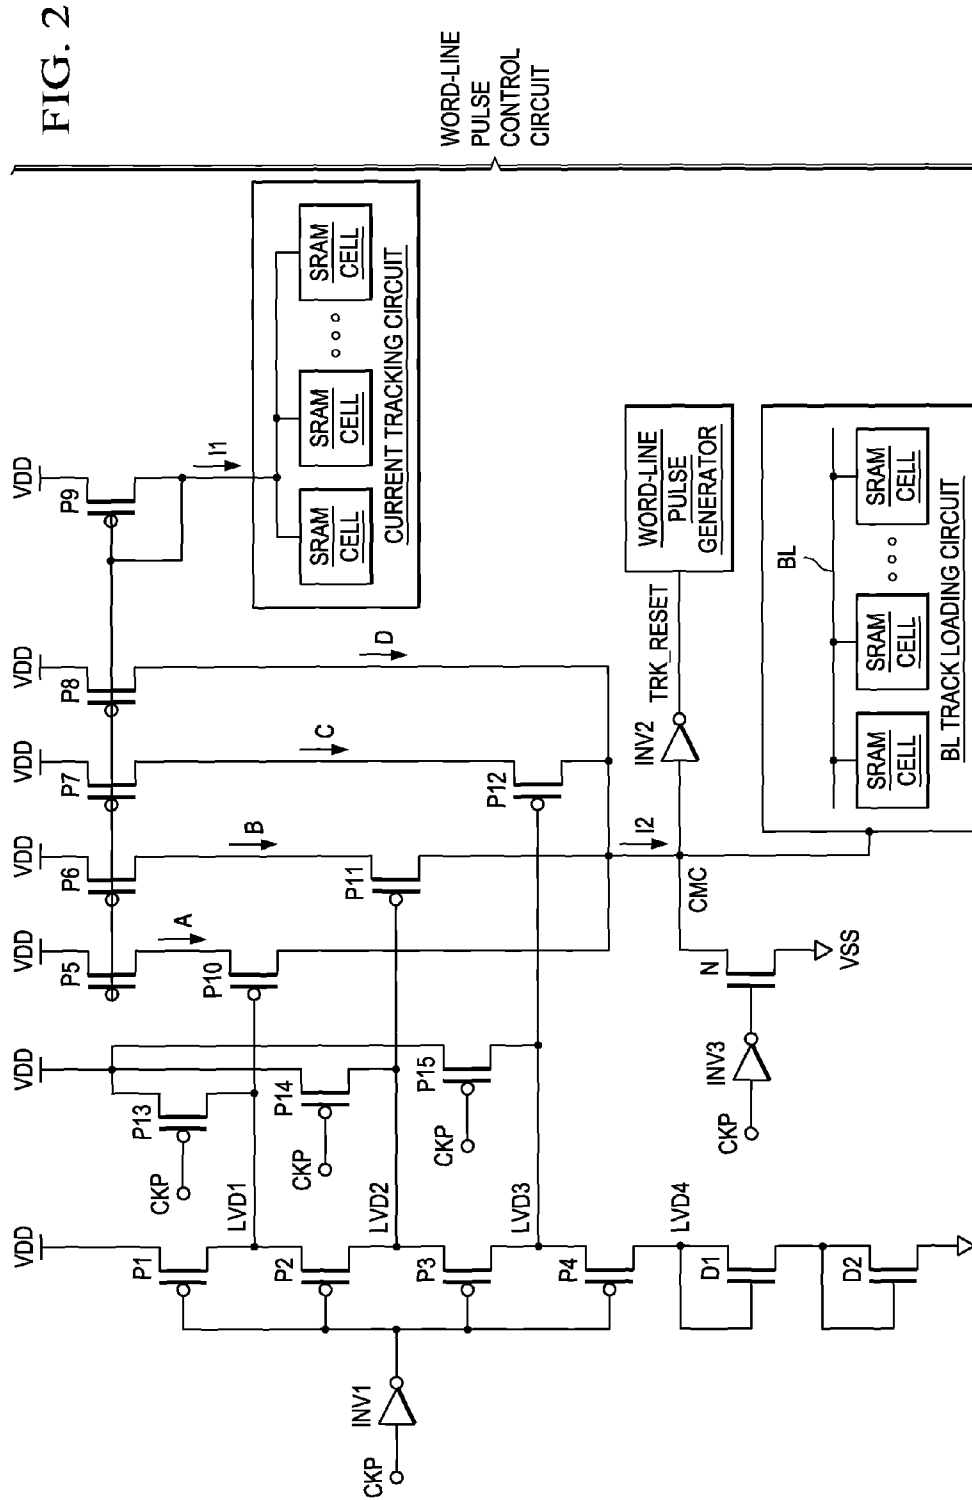 FIG. 2
WORD-LINE
PULSE
CONTROL
CIRCUIT
VDD
VDD
VDD
VDD
VDD
VDD
VDD
P1
P13
P5
P6
P7
P8
P9
A
B
C
D
I1
SRAM
CELL
SRAM
CELL
SRAM
CELL
CURRENT TRACKING CIRCUIT
CKP
LVD1
P10
P2
P14
CKP
LVD2
P11
INV1
CKP
P3
P15
CKP
LVD3
P12
P4
I2
CMC
INV2
TRK_RESET
WORD-LINE
PULSE
GENERATOR
LVD4
D1
INV3
CKP
N
VSS
BL
SRAM
CELL
SRAM
CELL
SRAM
CELL
BL TRACK LOADING CIRCUIT
D2